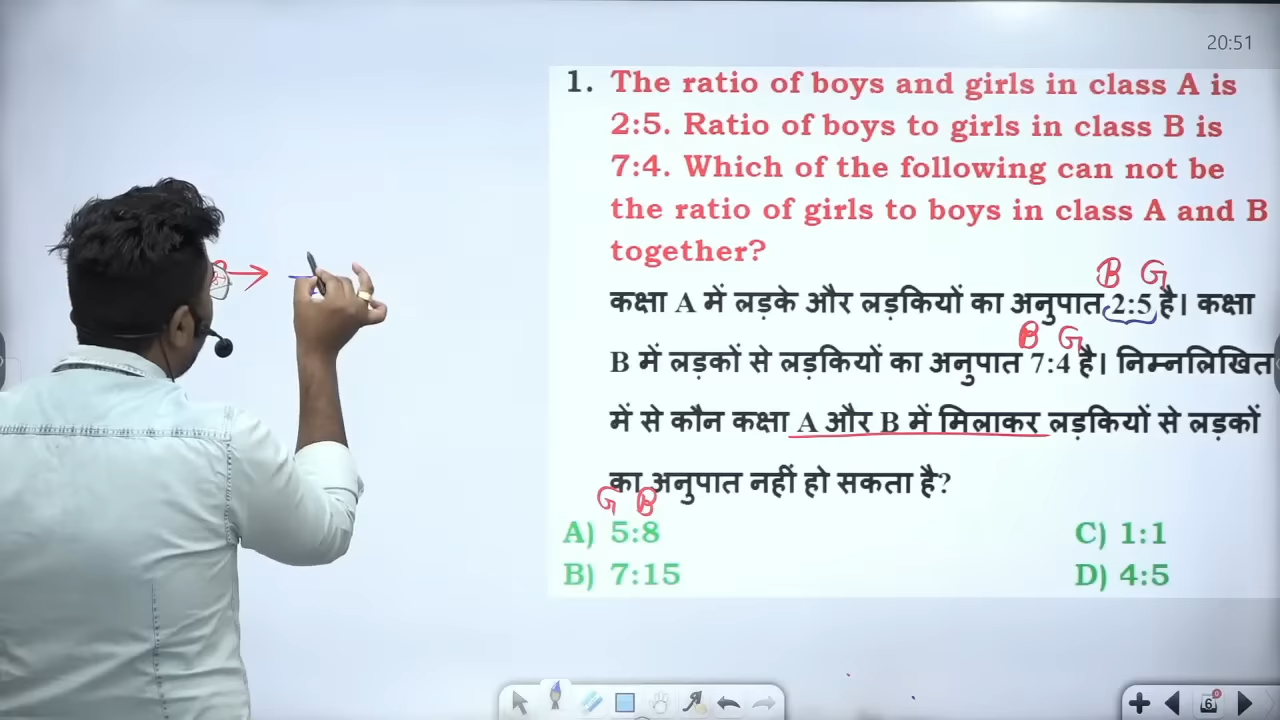 20:51
1. The ratio of boys and girls in class A is
2:5. Ratio of boys to girls in class B is
7:4. Which of the following can not be
the ratio of girls to boys in class A and B
together?
B G
कक्षा A में लड़के और लड़कियों का अनुपात 2:5 है। कक्षा
B G
B में लड़कों से लड़कियों का अनुपात 7:4 है। निम्नलिखित
में से कौन कक्षा A और B में मिलाकर लड़कियों से लड़कों
का अनुपात नहीं हो सकता है?
G B
A) 5:8
C) 1:1
B) 7:15
D) 4:5